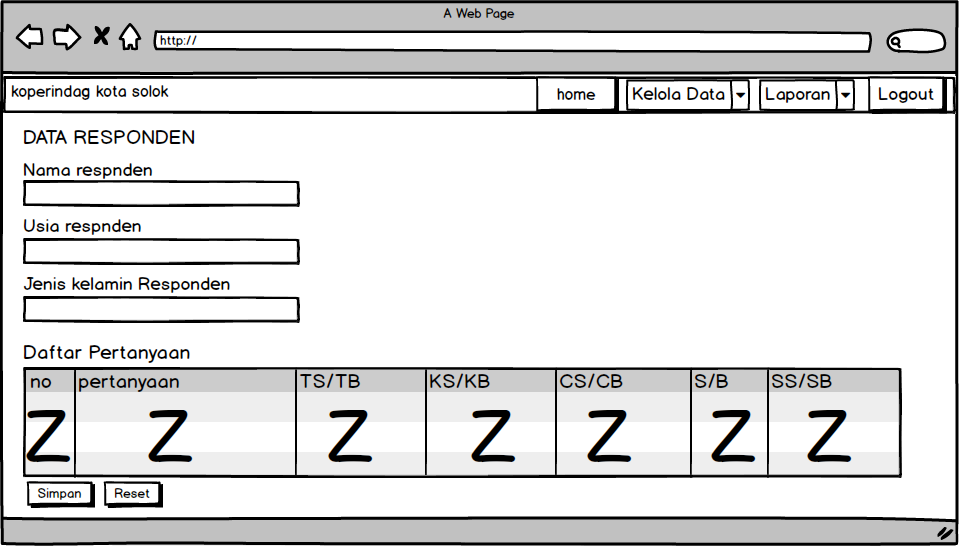 A Web Page
http://
koperindag kota solok home Kelola Data Laporan Logout
DATA RESPONDEN
Nama respnden
Usia respnden
Jenis kelamin Responden
Daftar Pertanyaan
no pertanyaan TS/TB KS/KB CS/CB S/B SS/SB
Z Z Z Z Z Z Z
Simpan Reset